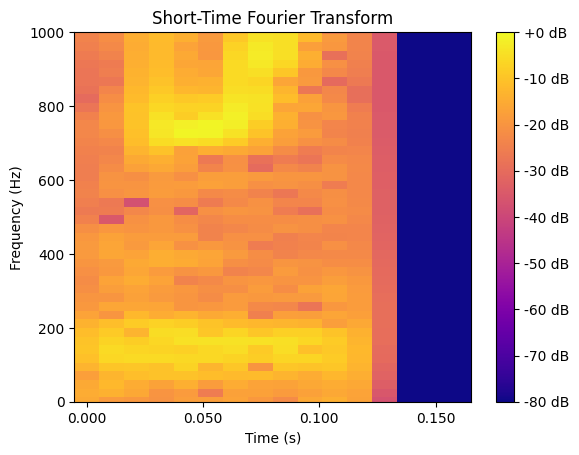 Short-Time Fourier Transform
1000
800
600
400
200
0
Frequency (Hz)
0.000
0.050
0.100
0.150
Time (s)
+0 dB
-10 dB
-20 dB
-30 dB
-40 dB
-50 dB
-60 dB
-70 dB
-80 dB